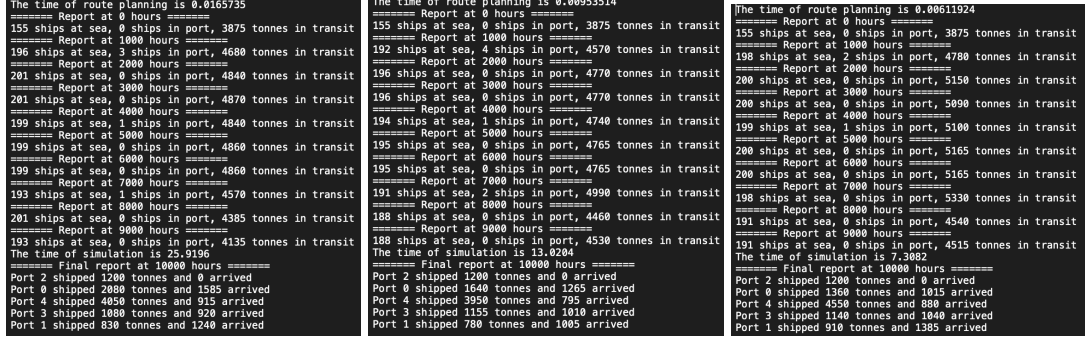 The time of route planning is 0.0165735
======= Report at 0 hours =======
155 ships at sea, 0 ships in port, 3875 tonnes in transit
======= Report at 1000 hours =======
196 ships at sea, 3 ships in port, 4680 tonnes in transit
======= Report at 2000 hours =======
201 ships at sea, 0 ships in port, 4840 tonnes in transit
======= Report at 3000 hours =======
201 ships at sea, 0 ships in port, 4870 tonnes in transit
======= Report at 4000 hours =======
199 ships at sea, 1 ships in port, 4840 tonnes in transit
======= Report at 5000 hours =======
199 ships at sea, 0 ships in port, 4860 tonnes in transit
======= Report at 6000 hours =======
199 ships at sea, 0 ships in port, 4860 tonnes in transit
======= Report at 7000 hours =======
193 ships at sea, 1 ships in port, 4570 tonnes in transit
======= Report at 8000 hours =======
201 ships at sea, 0 ships in port, 4385 tonnes in transit
======= Report at 9000 hours =======
193 ships at sea, 0 ships in port, 4135 tonnes in transit
The time of simulation is 25.9196
======= Final report at 10000 hours =======
Port 2 shipped 1200 tonnes and 0 arrived
Port 0 shipped 2080 tonnes and 1585 arrived
Port 4 shipped 4050 tonnes and 915 arrived
Port 3 shipped 1080 tonnes and 920 arrived
Port 1 shipped 830 tonnes and 1240 arrived
The time of route planning is 0.00953514
======= Report at 0 hours =======
155 ships at sea, 0 ships in port, 3875 tonnes in transit
======= Report at 1000 hours =======
192 ships at sea, 4 ships in port, 4570 tonnes in transit
======= Report at 2000 hours =======
196 ships at sea, 0 ships in port, 4770 tonnes in transit
======= Report at 3000 hours =======
196 ships at sea, 0 ships in port, 4770 tonnes in transit
======= Report at 4000 hours =======
194 ships at sea, 1 ships in port, 4740 tonnes in transit
======= Report at 5000 hours =======
195 ships at sea, 0 ships in port, 4765 tonnes in transit
======= Report at 6000 hours =======
195 ships at sea, 0 ships in port, 4765 tonnes in transit
======= Report at 7000 hours =======
191 ships at sea, 2 ships in port, 4990 tonnes in transit
======= Report at 8000 hours =======
188 ships at sea, 0 ships in port, 4460 tonnes in transit
======= Report at 9000 hours =======
188 ships at sea, 0 ships in port, 4530 tonnes in transit
The time of simulation is 13.0204
======= Final report at 10000 hours =======
Port 2 shipped 1200 tonnes and 0 arrived
Port 0 shipped 1640 tonnes and 1265 arrived
Port 4 shipped 3950 tonnes and 795 arrived
Port 3 shipped 1155 tonnes and 1010 arrived
Port 1 shipped 780 tonnes and 1005 arrived
The time of route planning is 0.00611924
======= Report at 0 hours =======
155 ships at sea, 0 ships in port, 3875 tonnes in transit
======= Report at 1000 hours =======
198 ships at sea, 2 ships in port, 4780 tonnes in transit
======= Report at 2000 hours =======
200 ships at sea, 0 ships in port, 5150 tonnes in transit
======= Report at 3000 hours =======
200 ships at sea, 0 ships in port, 5090 tonnes in transit
======= Report at 4000 hours =======
199 ships at sea, 1 ships in port, 5100 tonnes in transit
======= Report at 5000 hours =======
200 ships at sea, 0 ships in port, 5165 tonnes in transit
======= Report at 6000 hours =======
200 ships at sea, 0 ships in port, 5165 tonnes in transit
======= Report at 7000 hours =======
198 ships at sea, 0 ships in port, 5330 tonnes in transit
======= Report at 8000 hours =======
191 ships at sea, 0 ships in port, 4540 tonnes in transit
======= Report at 9000 hours =======
191 ships at sea, 0 ships in port, 4515 tonnes in transit
The time of simulation is 7.3082
======= Final report at 10000 hours =======
Port 2 shipped 1200 tonnes and 0 arrived
Port 0 shipped 1360 tonnes and 1015 arrived
Port 4 shipped 4550 tonnes and 880 arrived
Port 3 shipped 1140 tonnes and 1040 arrived
Port 1 shipped 910 tonnes and 1385 arrived